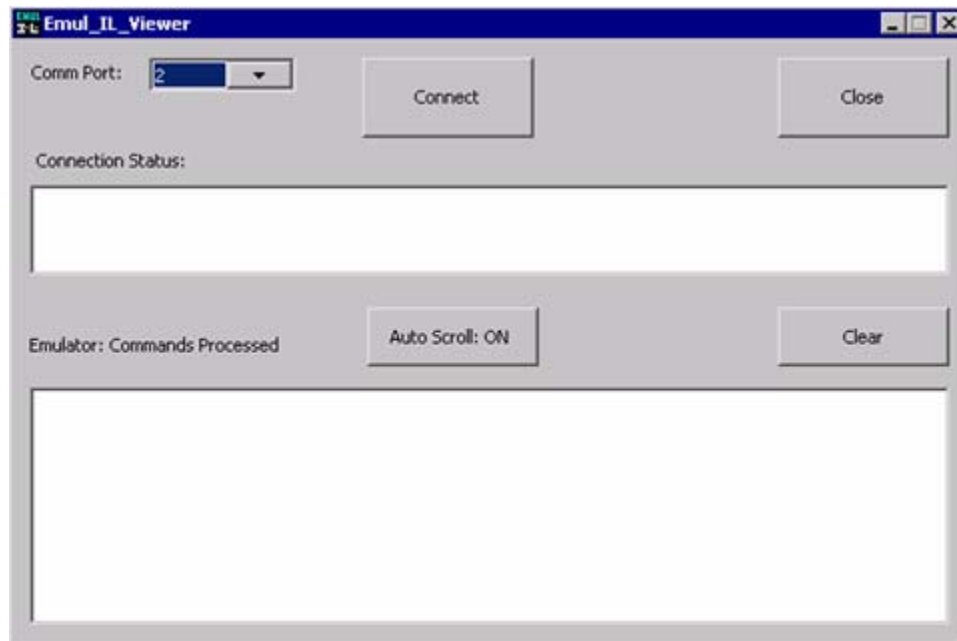 Emul_IL_Viewer
Comm Port: 2 Connect Close
Connection Status:
Emulator: Commands Processed Auto Scroll: ON Clear